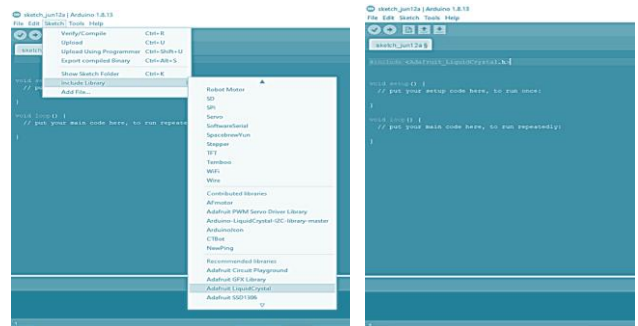 sketch_jun12a | Arduino 1.8.13
File Edit Sketch Tools Help
Verify/Compile Ctrl+R
Upload Ctrl+U
Upload Using Programmer Ctrl+Shift+U
Export compiled Binary Ctrl+Alt+S
Show Sketch Folder Ctrl+K
Include Library
Add File...
sketch
void se
// pu
}
void loop() {
// put your main code here, to run repeate
}
Robot Motor
SD
SPI
Servo
SoftwareSerial
SpacebrewYun
Stepper
TFT
Temboo
WiFi
Wire
Contributed libraries
AFmotor
Adafruit PWM Servo Driver Library
Arduino-LiquidCrystal-I2C-library-master
ArduinoJson
CTBot
NewPing
Recommended libraries
Adafruit Circuit Playground
Adafruit GFX Library
Adafruit LiquidCrystal
Adafruit SSD1306
sketch_jun12a | Arduino 1.8.13
File Edit Sketch Tools Help
sketch_jun12a §
#include <Adafruit_LiquidCrystal.h>
void setup() {
// put your setup code here, to run once:
}
void loop() {
// put your main code here, to run repeatedly:
}